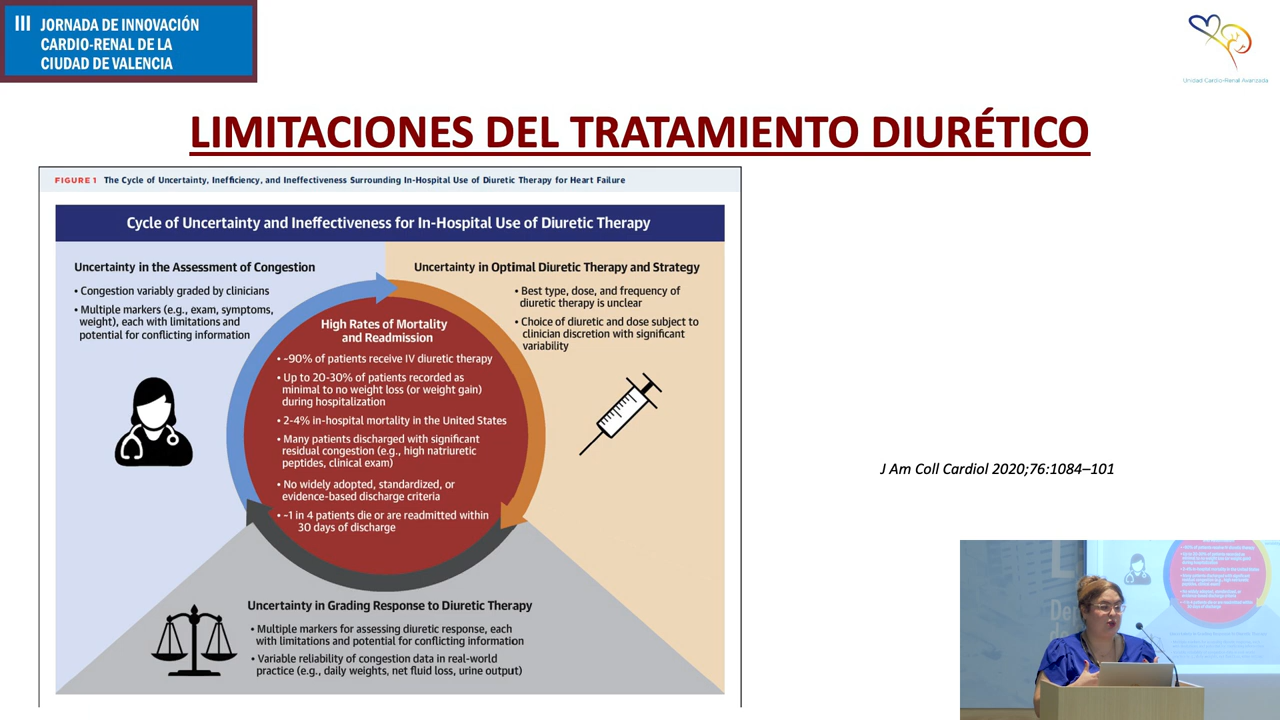 III JORNADA DE INNOVACIÓN
CARDIO-RENAL DE LA
CIUDAD DE VALENCIA
Unidad Cardio-Renal Avanzada
LIMITACIONES DEL TRATAMIENTO DIURÉTICO
FIGURE 1 The Cycle of Uncertainty, Inefficiency, and Ineffectiveness Surrounding In-Hospital Use of Diuretic Therapy for Heart Failure
Cycle of Uncertainty and Ineffectiveness for In-Hospital Use of Diuretic Therapy
Uncertainty in the Assessment of Congestion
• Congestion variably graded by clinicians
• Multiple markers (e.g., exam, symptoms,
weight), each with limitations and
potential for conflicting information
Uncertainty in Optimal Diuretic Therapy and Strategy
• Best type, dose, and frequency of
diuretic therapy is unclear
• Choice of diuretic and dose subject to
clinician discretion with significant
variability
High Rates of Mortality
and Readmission
• ~90% of patients receive IV diuretic therapy
• Up to 20-30% of patients recorded as
minimal to no weight loss (or weight gain)
during hospitalization
• 2-4% in-hospital mortality in the United States
• Many patients discharged with significant
residual congestion (e.g., high natriuretic
peptides, clinical exam)
• No widely adopted, standardized, or
evidence-based discharge criteria
• ~1 in 4 patients die or are readmitted within
30 days of discharge
Uncertainty in Grading Response to Diuretic Therapy
• Multiple markers for assessing diuretic response, each
with limitations and potential for conflicting information
• Variable reliability of congestion data in real-world
practice (e.g., daily weights, net fluid loss, urine output)
J Am Coll Cardiol 2020;76:1084–101